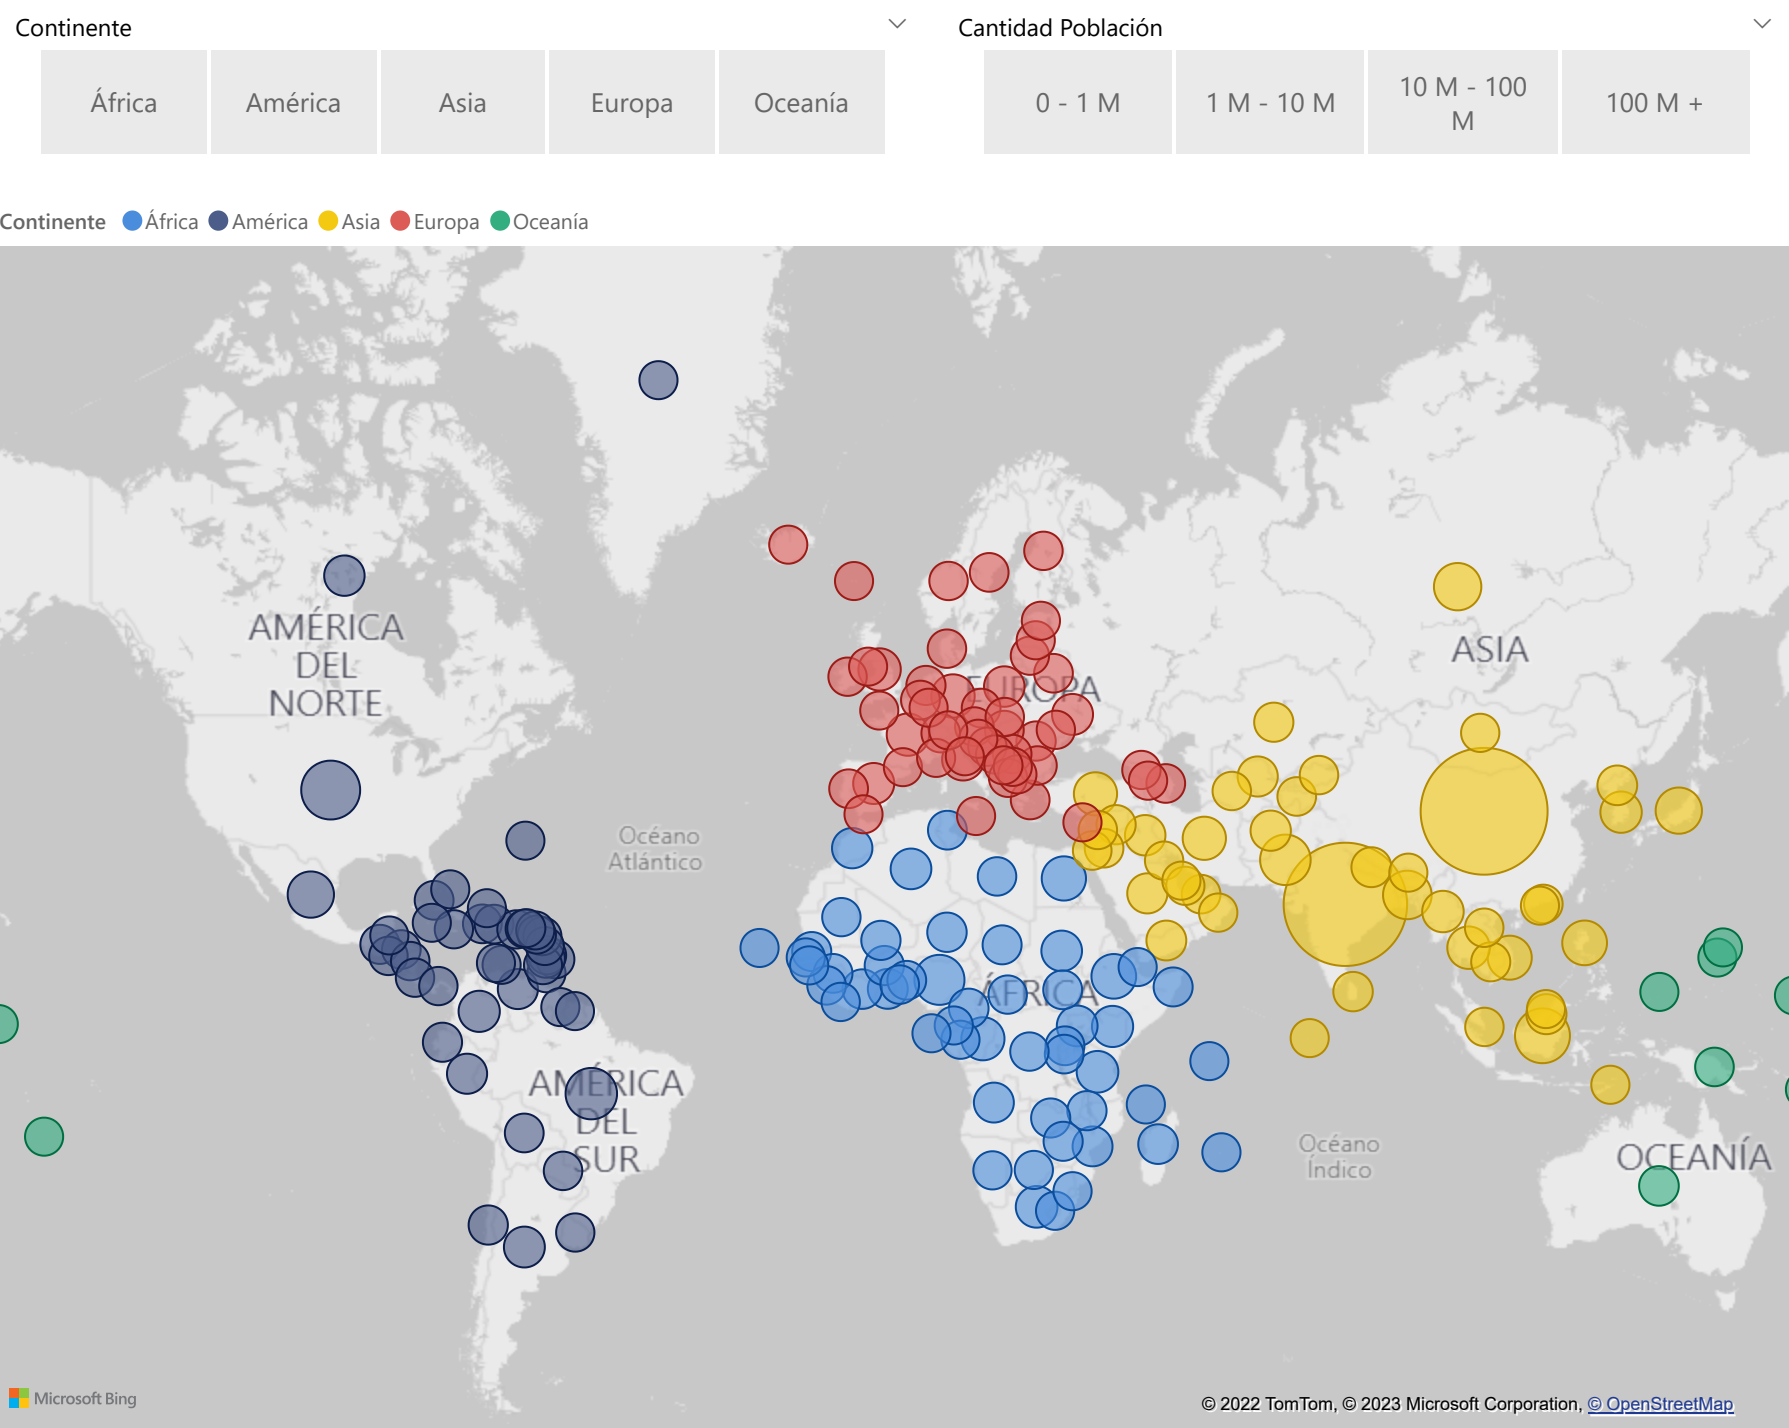 Continente
Cantidad Población
África
América
Asia
Europa
Oceanía
0 - 1 M
1 M - 10 M
10 M - 100
M
100 M +
Continente África América Asia Europa Oceanía
AMÉRICA
DEL
NORTE
ASIA
EUROPA
Océano
Atlántico
ÁFRICA
AMÉRICA
DEL
SUR
Océano
Índico
OCEANÍA
Microsoft Bing
© 2022 TomTom, © 2023 Microsoft Corporation, © OpenStreetMap